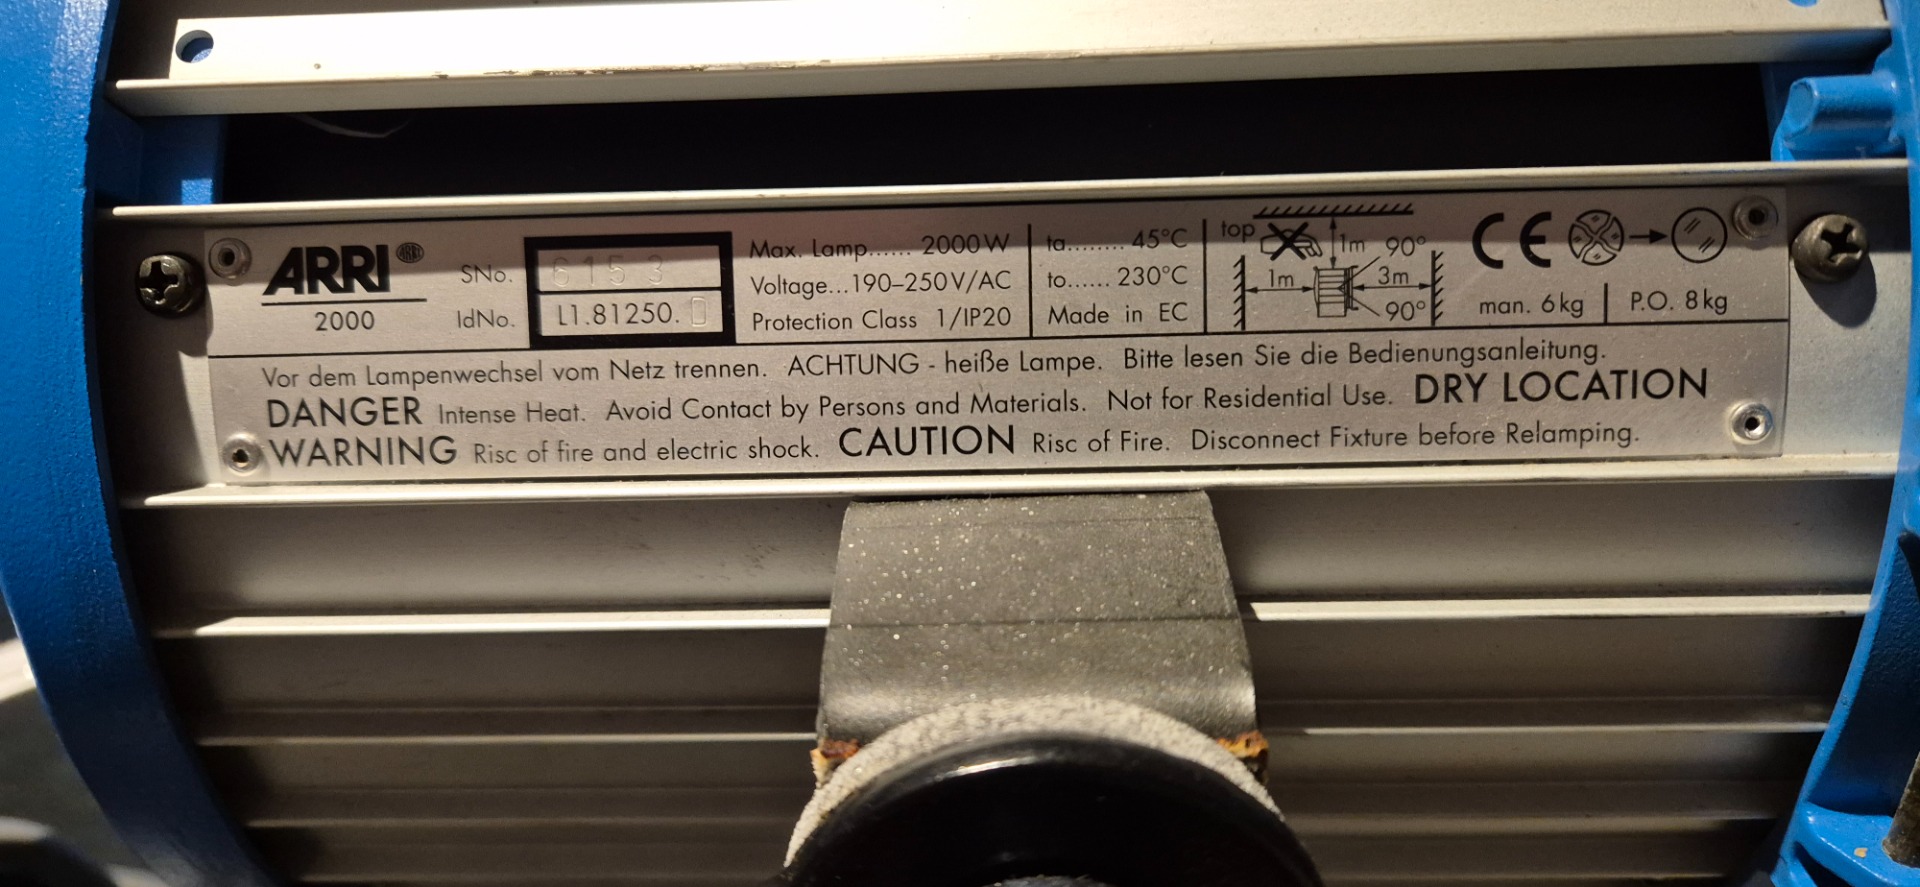 ARRI ARRI
2000
SNo. 6153
IdNo. L1.81250.D
Max. Lamp...... 2000W
Voltage...190–250V/AC
Protection Class 1/IP20
ta........ 45°C
to...... 230°C
Made in EC
top 1m 90°
1m 3m
90°
CE
man. 6kg P.O. 8kg
Vor dem Lampenwechsel vom Netz trennen. ACHTUNG - heiße Lampe. Bitte lesen Sie die Bedienungsanleitung.
DANGER Intense Heat. Avoid Contact by Persons and Materials. Not for Residential Use. DRY LOCATION
WARNING Risc of fire and electric shock. CAUTION Risc of Fire. Disconnect Fixture before Relamping.